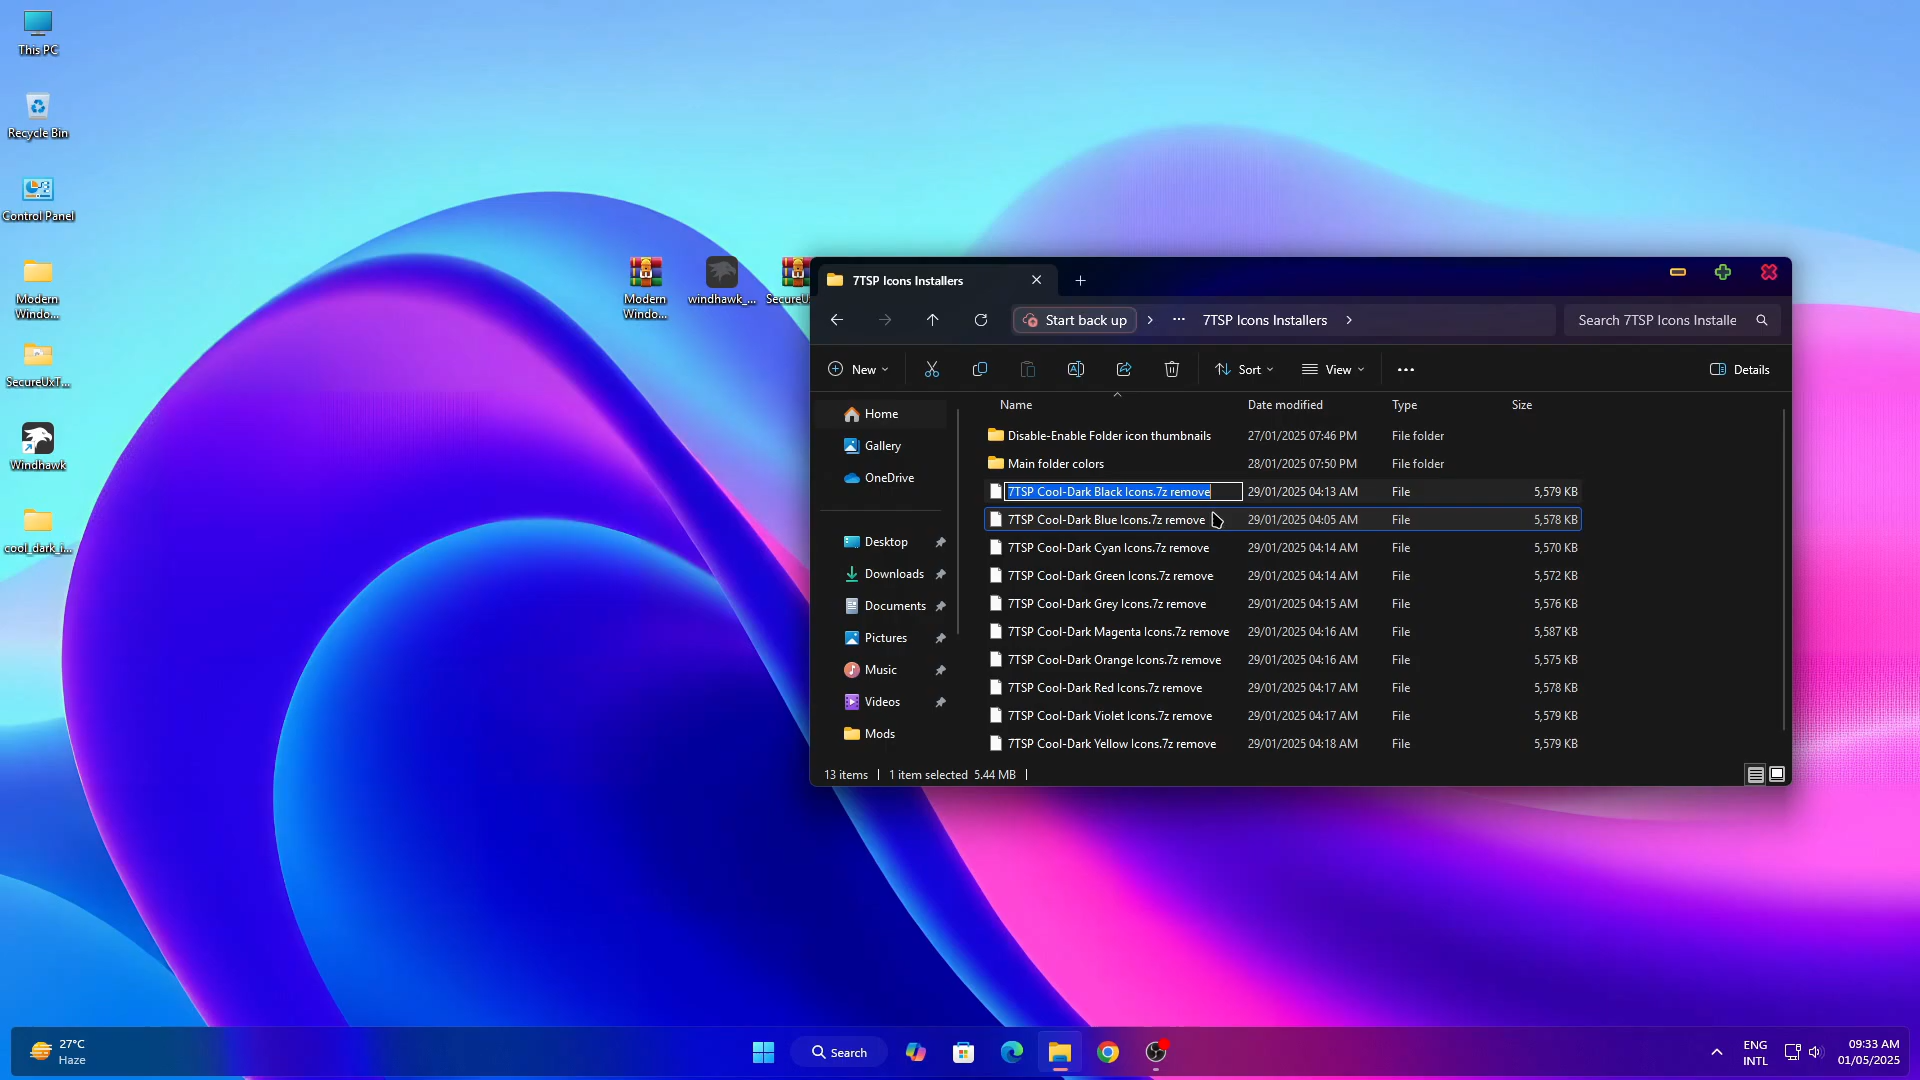 This PC
Recycle Bin
Control Panel
Modern
Windo...
SecureUxT...
Windhawk
cool_dark_i...
Modern
Windo...
windhawk_...
SecureU
7TSP Icons Installers
Start back up
7TSP Icons Installers
Search 7TSP Icons Installe
New
Sort
View
Details
Home
Gallery
OneDrive
Desktop
Downloads
Documents
Pictures
Music
Videos
Mods
Name Date modified Type Size
Disable-Enable Folder icon thumbnails 27/01/2025 07:46 PM File folder
Main folder colors 28/01/2025 07:50 PM File folder
7TSP Cool-Dark Black Icons.7z remove 29/01/2025 04:13 AM File 5,579 KB
7TSP Cool-Dark Blue Icons.7z remove 29/01/2025 04:05 AM File 5,578 KB
7TSP Cool-Dark Cyan Icons.7z remove 29/01/2025 04:14 AM File 5,570 KB
7TSP Cool-Dark Green Icons.7z remove 29/01/2025 04:14 AM File 5,572 KB
7TSP Cool-Dark Grey Icons.7z remove 29/01/2025 04:15 AM File 5,576 KB
7TSP Cool-Dark Magenta Icons.7z remove 29/01/2025 04:16 AM File 5,587 KB
7TSP Cool-Dark Orange Icons.7z remove 29/01/2025 04:16 AM File 5,575 KB
7TSP Cool-Dark Red Icons.7z remove 29/01/2025 04:17 AM File 5,578 KB
7TSP Cool-Dark Violet Icons.7z remove 29/01/2025 04:17 AM File 5,579 KB
7TSP Cool-Dark Yellow Icons.7z remove 29/01/2025 04:18 AM File 5,579 KB
13 items 1 item selected 5.44 MB
27°C
Haze
Search
ENG
INTL
09:33 AM
01/05/2025